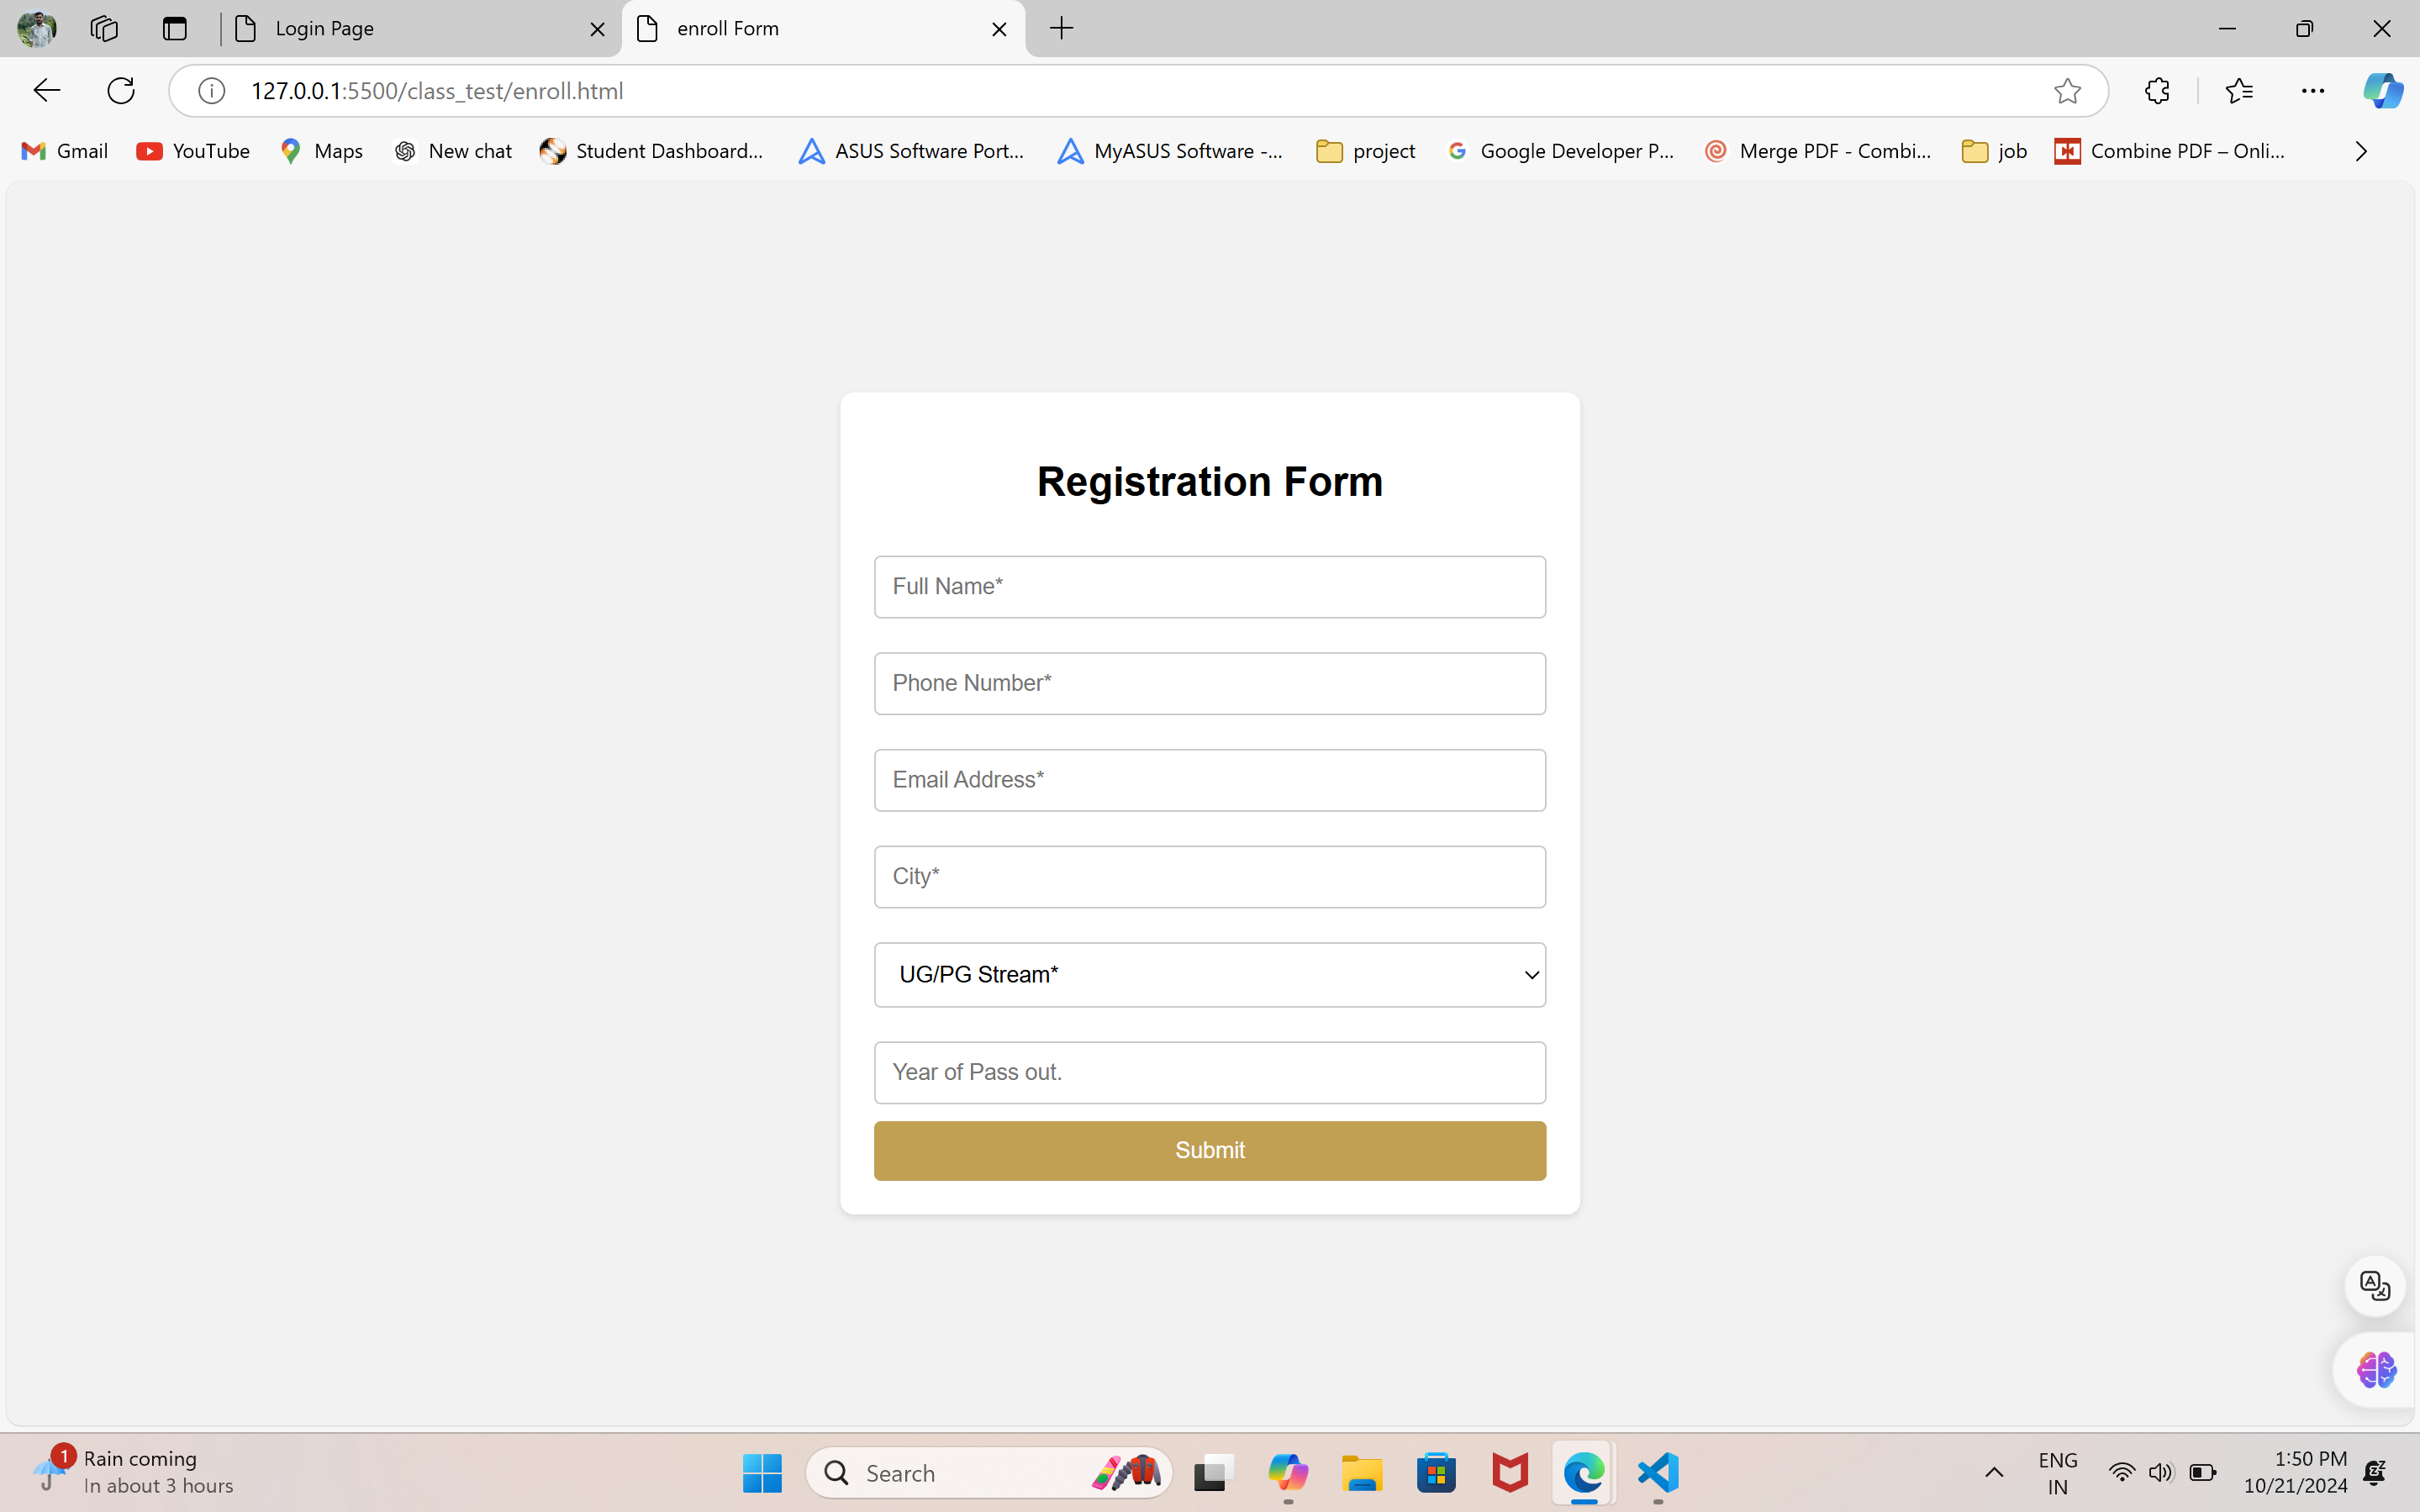 Login Page
enroll Form
127.0.0.1:5500/class_test/enroll.html
Gmail
YouTube
Maps
New chat
Student Dashboard...
ASUS Software Port...
MyASUS Software -...
project
Google Developer P...
Merge PDF - Combi...
job
Combine PDF – Onli...
Registration Form
Full Name*
Phone Number*
Email Address*
City*
UG/PG Stream*
Year of Pass out.
Submit
1
Rain coming
In about 3 hours
Search
ENG
IN
1:50 PM
10/21/2024